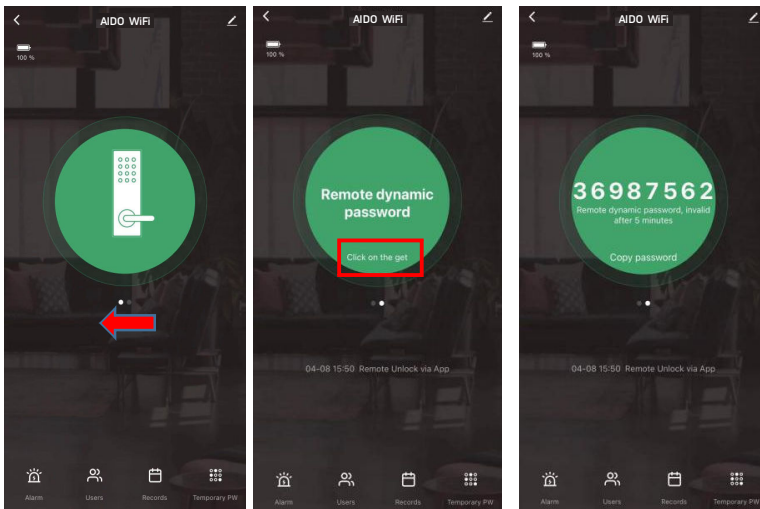 AIDO WiFi
100 %
Alarm
Users
Records
Temporary PW
AIDO WiFi
100 %
Remote dynamic
password
Click on the get
04-08 15:50 Remote Unlock via App
Alarm
Users
Records
Temporary PW
AIDO WiFi
100 %
36987562
Remote dynamic password, invalid
after 5 minutes
Copy password
04-08 15:50 Remote Unlock via App
Alarm
Users
Records
Temporary PW